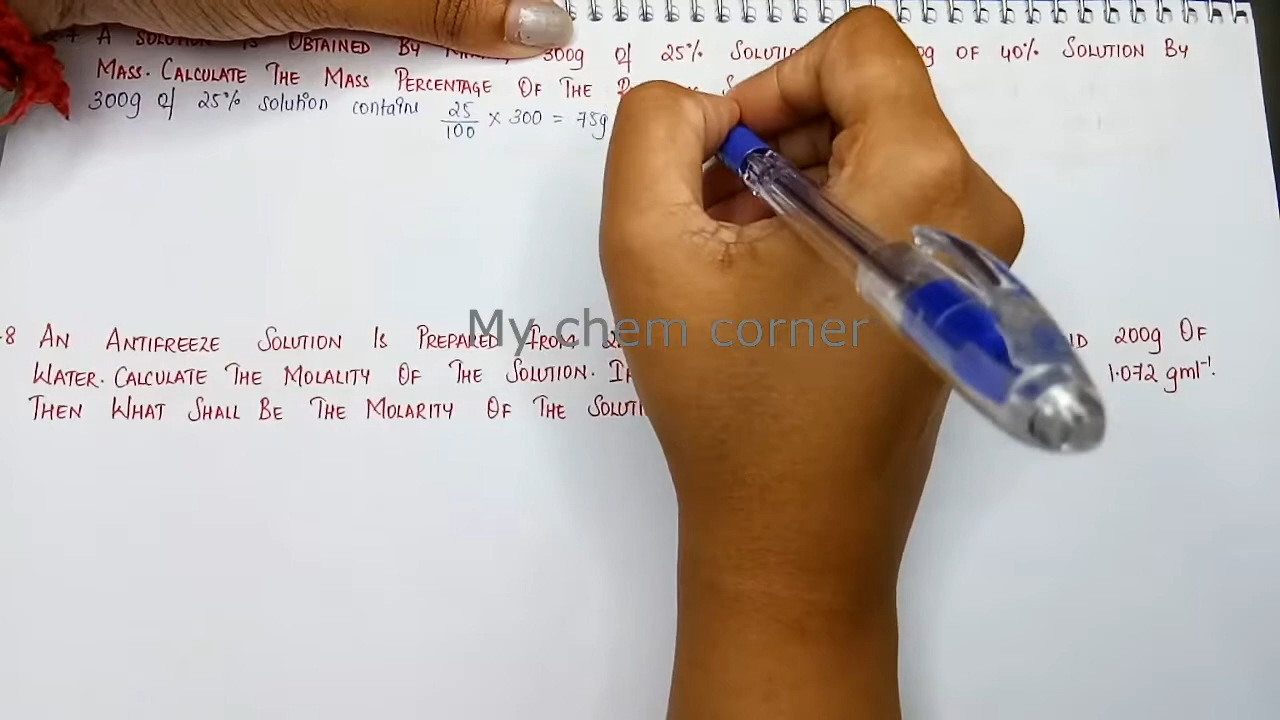 A SOLUTION IS OBTAINED BY 300g of 25% SOLUTION OF 40% SOLUTION BY
MASS. CALCULATE THE MASS PERCENTAGE OF THE
300g of 25% solution contains 25/100 × 300 = 75g
My chem corner
8 AN ANTIFREEZE SOLUTION IS PREPARED FROM 200g OF
WATER. CALCULATE THE MOLALITY OF THE SOLUTION. 1.072 gml⁻¹.
THEN WHAT SHALL BE THE MOLARITY OF THE SOLUTI